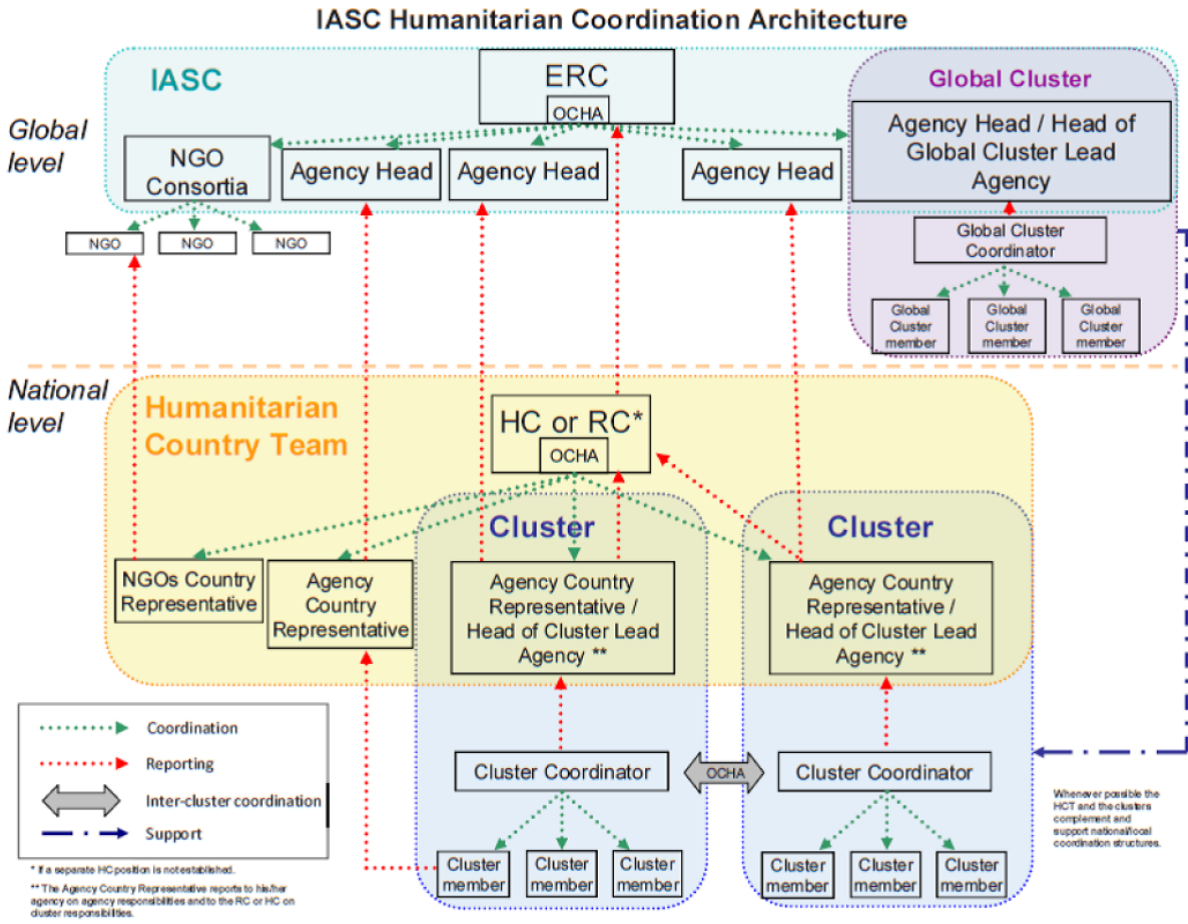 IASC Humanitarian Coordination Architecture
IASC
ERC
OCHA
Global Cluster
Global
level
NGO
Consortia
Agency Head
Agency Head
Agency Head
Agency Head / Head of
Global Cluster Lead
Agency
NGO
NGO
NGO
Global Cluster
Coordinator
Global
Cluster
member
Global
Cluster
member
Global
Cluster
member
National
level
Humanitarian
Country Team
HC or RC*
OCHA
Cluster
Cluster
NGOs Country
Representative
Agency
Country
Representative
Agency Country
Representative /
Head of Cluster Lead
Agency **
Agency Country
Representative /
Head of Cluster Lead
Agency **
Coordination
Reporting
Inter-cluster coordination
Support
Cluster Coordinator
OCHA
Cluster Coordinator
Cluster
member
Cluster
member
Cluster
member
Cluster
member
Cluster
member
Cluster
member
Whenever possible the
HCT and the clusters
complement and
support national/local
coordination structures.
* If a separate HC position is not established.
** The Agency Country Representative reports to his/her
agency on agency responsibilities and to the RC or HC on
cluster responsibilities.